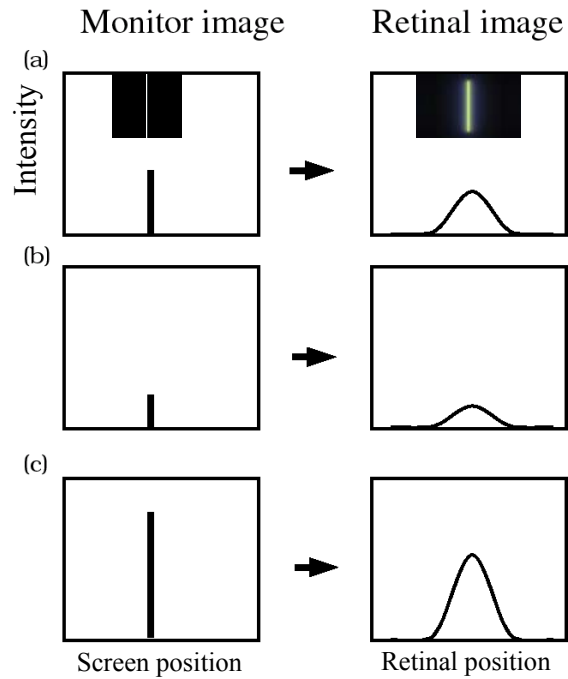 Monitor image Retinal image
(a)
Intensity
(b)
(c)
Screen position Retinal position